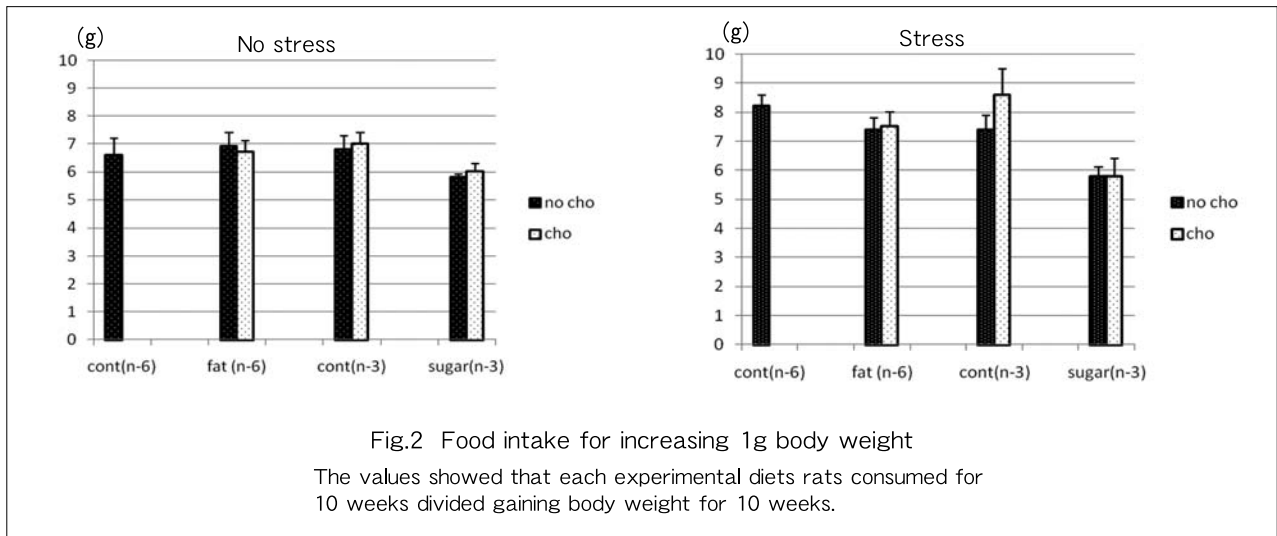 (g)
No stress
10
9
8
7
6
5
4
3
2
1
0
cont(n-6)
fat (n-6)
cont(n-3)
sugar(n-3)
no cho
cho
(g)
Stress
10
9
8
7
6
5
4
3
2
1
0
cont(n-6)
fat (n-6)
cont(n-3)
sugar(n-3)
no cho
cho
Fig.2 Food intake for increasing 1g body weight
The values showed that each experimental diets rats consumed for
10 weeks divided gaining body weight for 10 weeks.